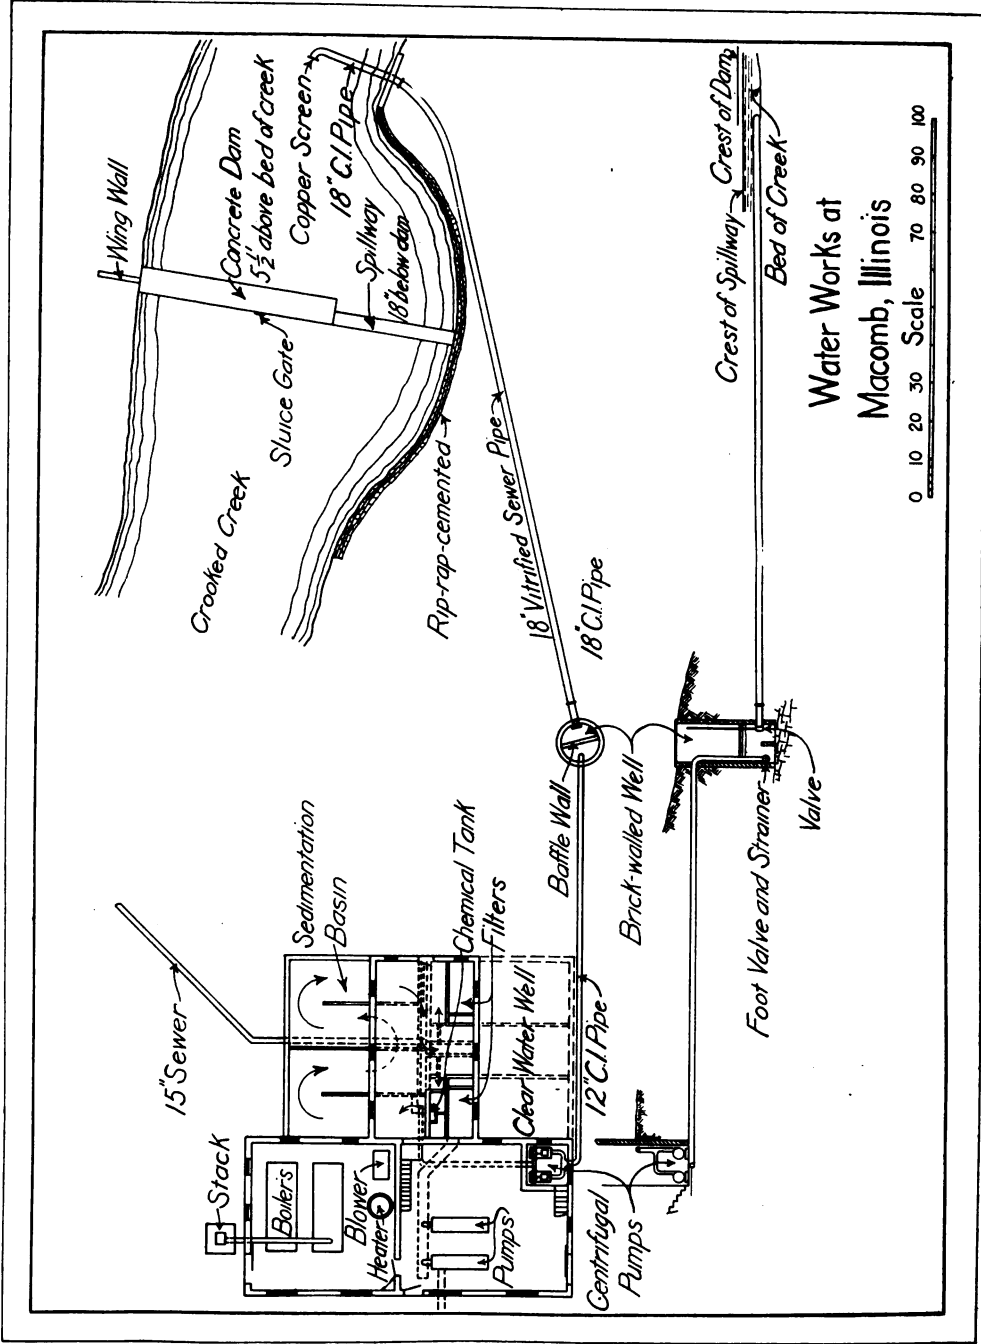 Wing Wall
Concrete Dam
5½' above bed of creek
Copper Screen
18" C.I. Pipe
Spillway
18" below dam
Sluice Gate
Crooked Creek
Rip-rap-cemented
18" Vitrified Sewer Pipe
18" C.I. Pipe
15" Sewer
Sedimentation
Basin
Chemical Tank
Filters
Clear Water Well
Baffle Wall
Brick-walled Well
12" C.I. Pipe
Stack
Boilers
Blower
Heater
Pumps
Centrifugal
Pumps
Foot Valve and Strainer
Valve
Crest of Spillway
Crest of Dam
Bed of Creek
Water Works at
Macomb, Illinois
Scale
0 10 20 30 40 50 60 70 80 90 100